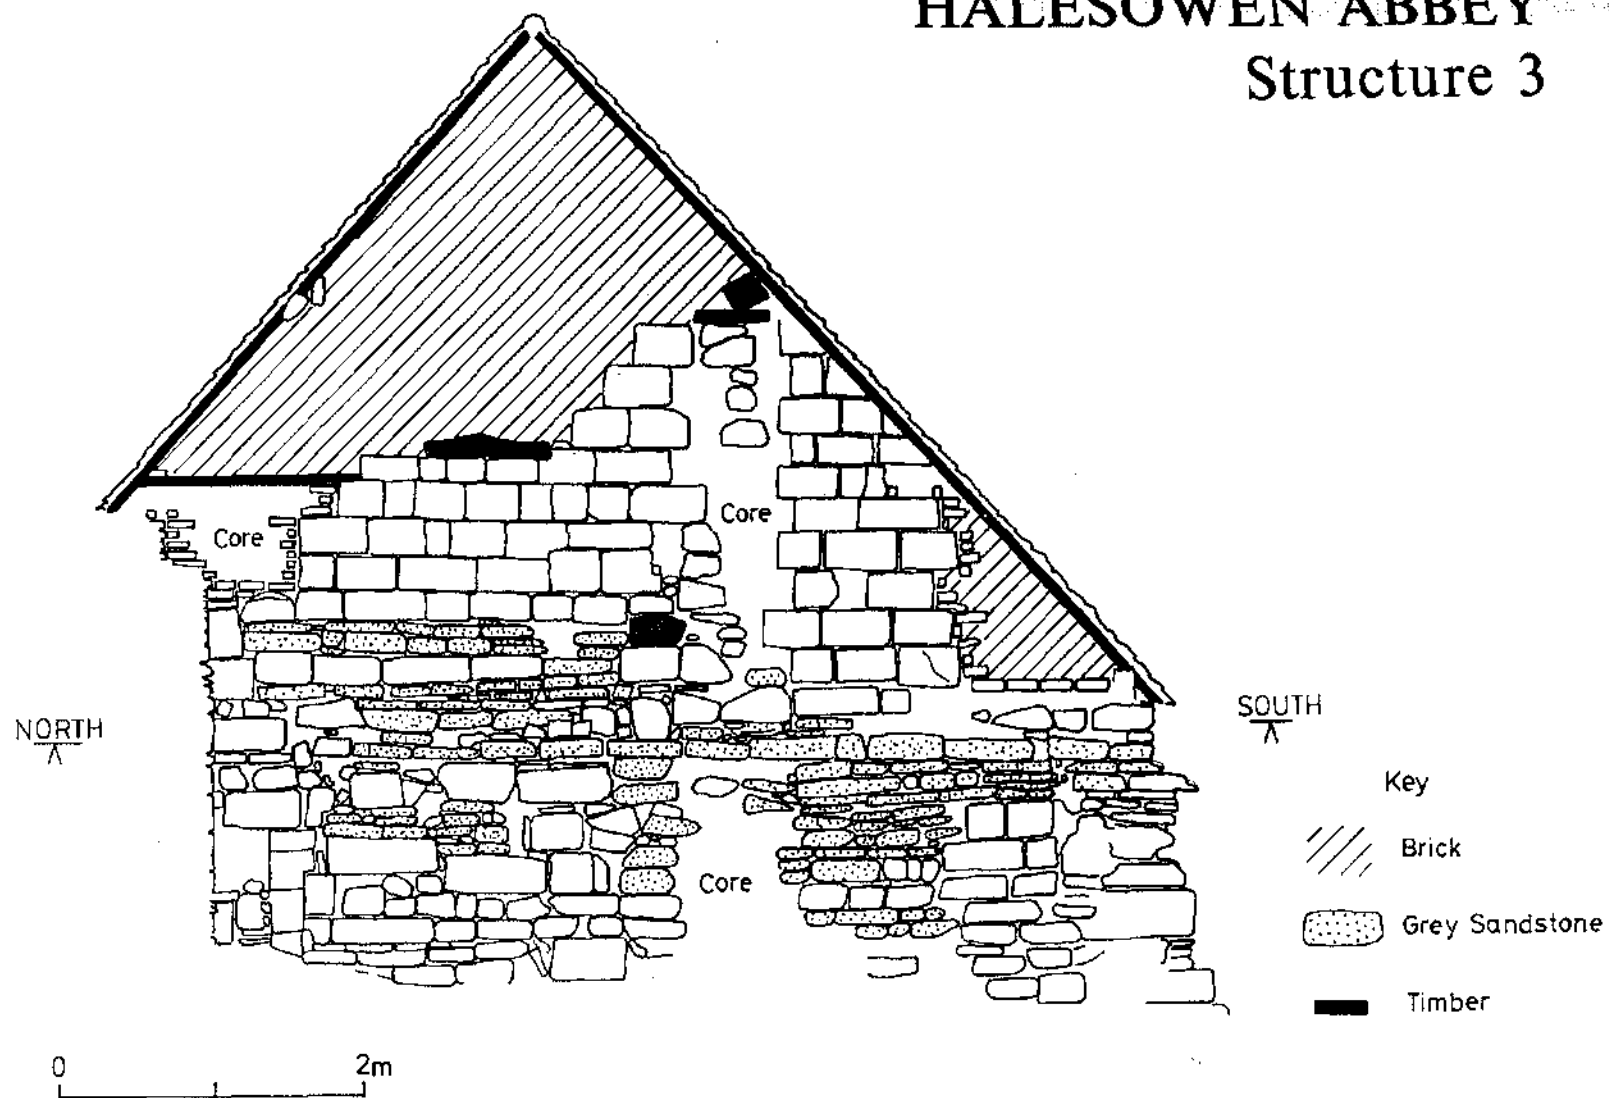 HALESOWEN ABBEY
Structure 3
Core
Core
NORTH
SOUTH
Key
Brick
Core
Grey Sandstone
Timber
0 2m